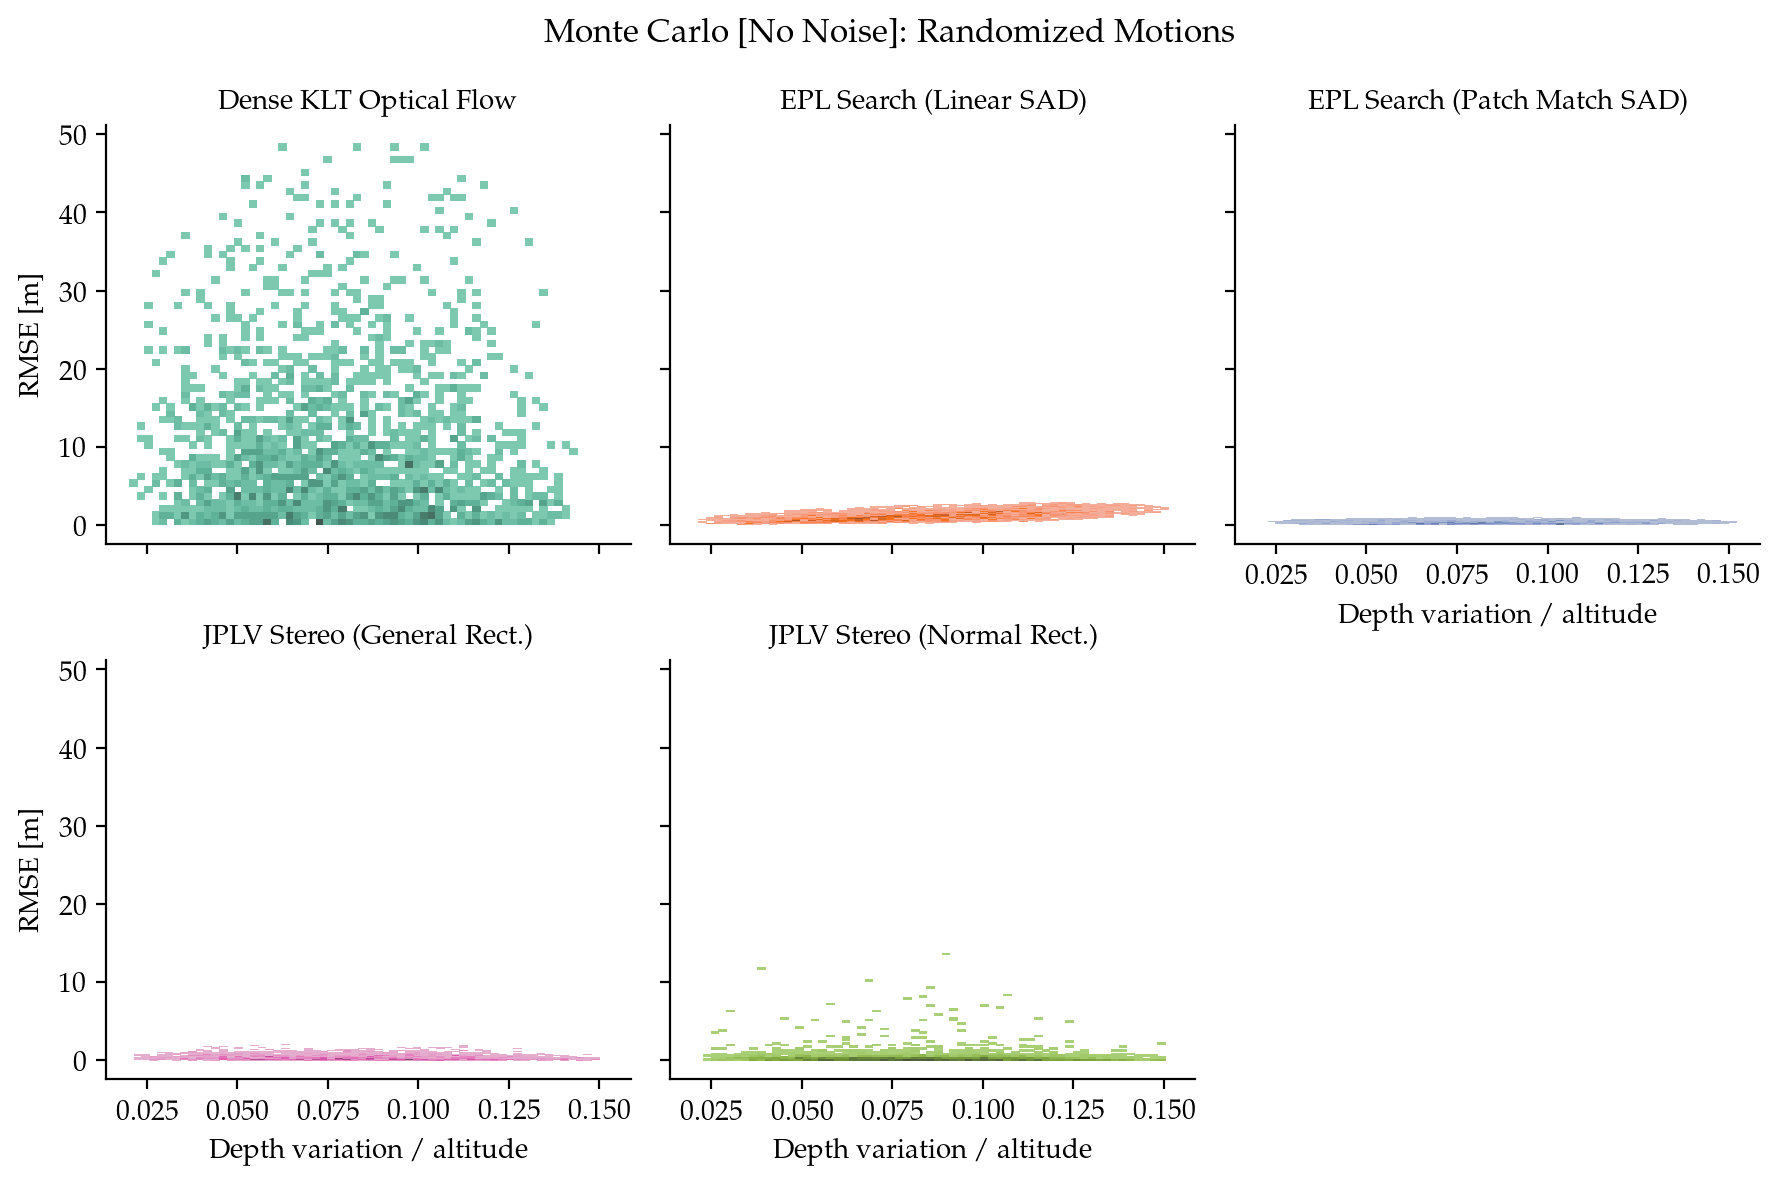 Monte Carlo [No Noise]: Randomized Motions
Dense KLT Optical Flow
EPL Search (Linear SAD)
EPL Search (Patch Match SAD)
50
40
30
20
10
0
RMSE [m]
0.025 0.050 0.075 0.100 0.125 0.150
Depth variation / altitude
JPLV Stereo (General Rect.)
JPLV Stereo (Normal Rect.)
50
40
30
20
10
0
RMSE [m]
0.025 0.050 0.075 0.100 0.125 0.150
Depth variation / altitude
0.025 0.050 0.075 0.100 0.125 0.150
Depth variation / altitude